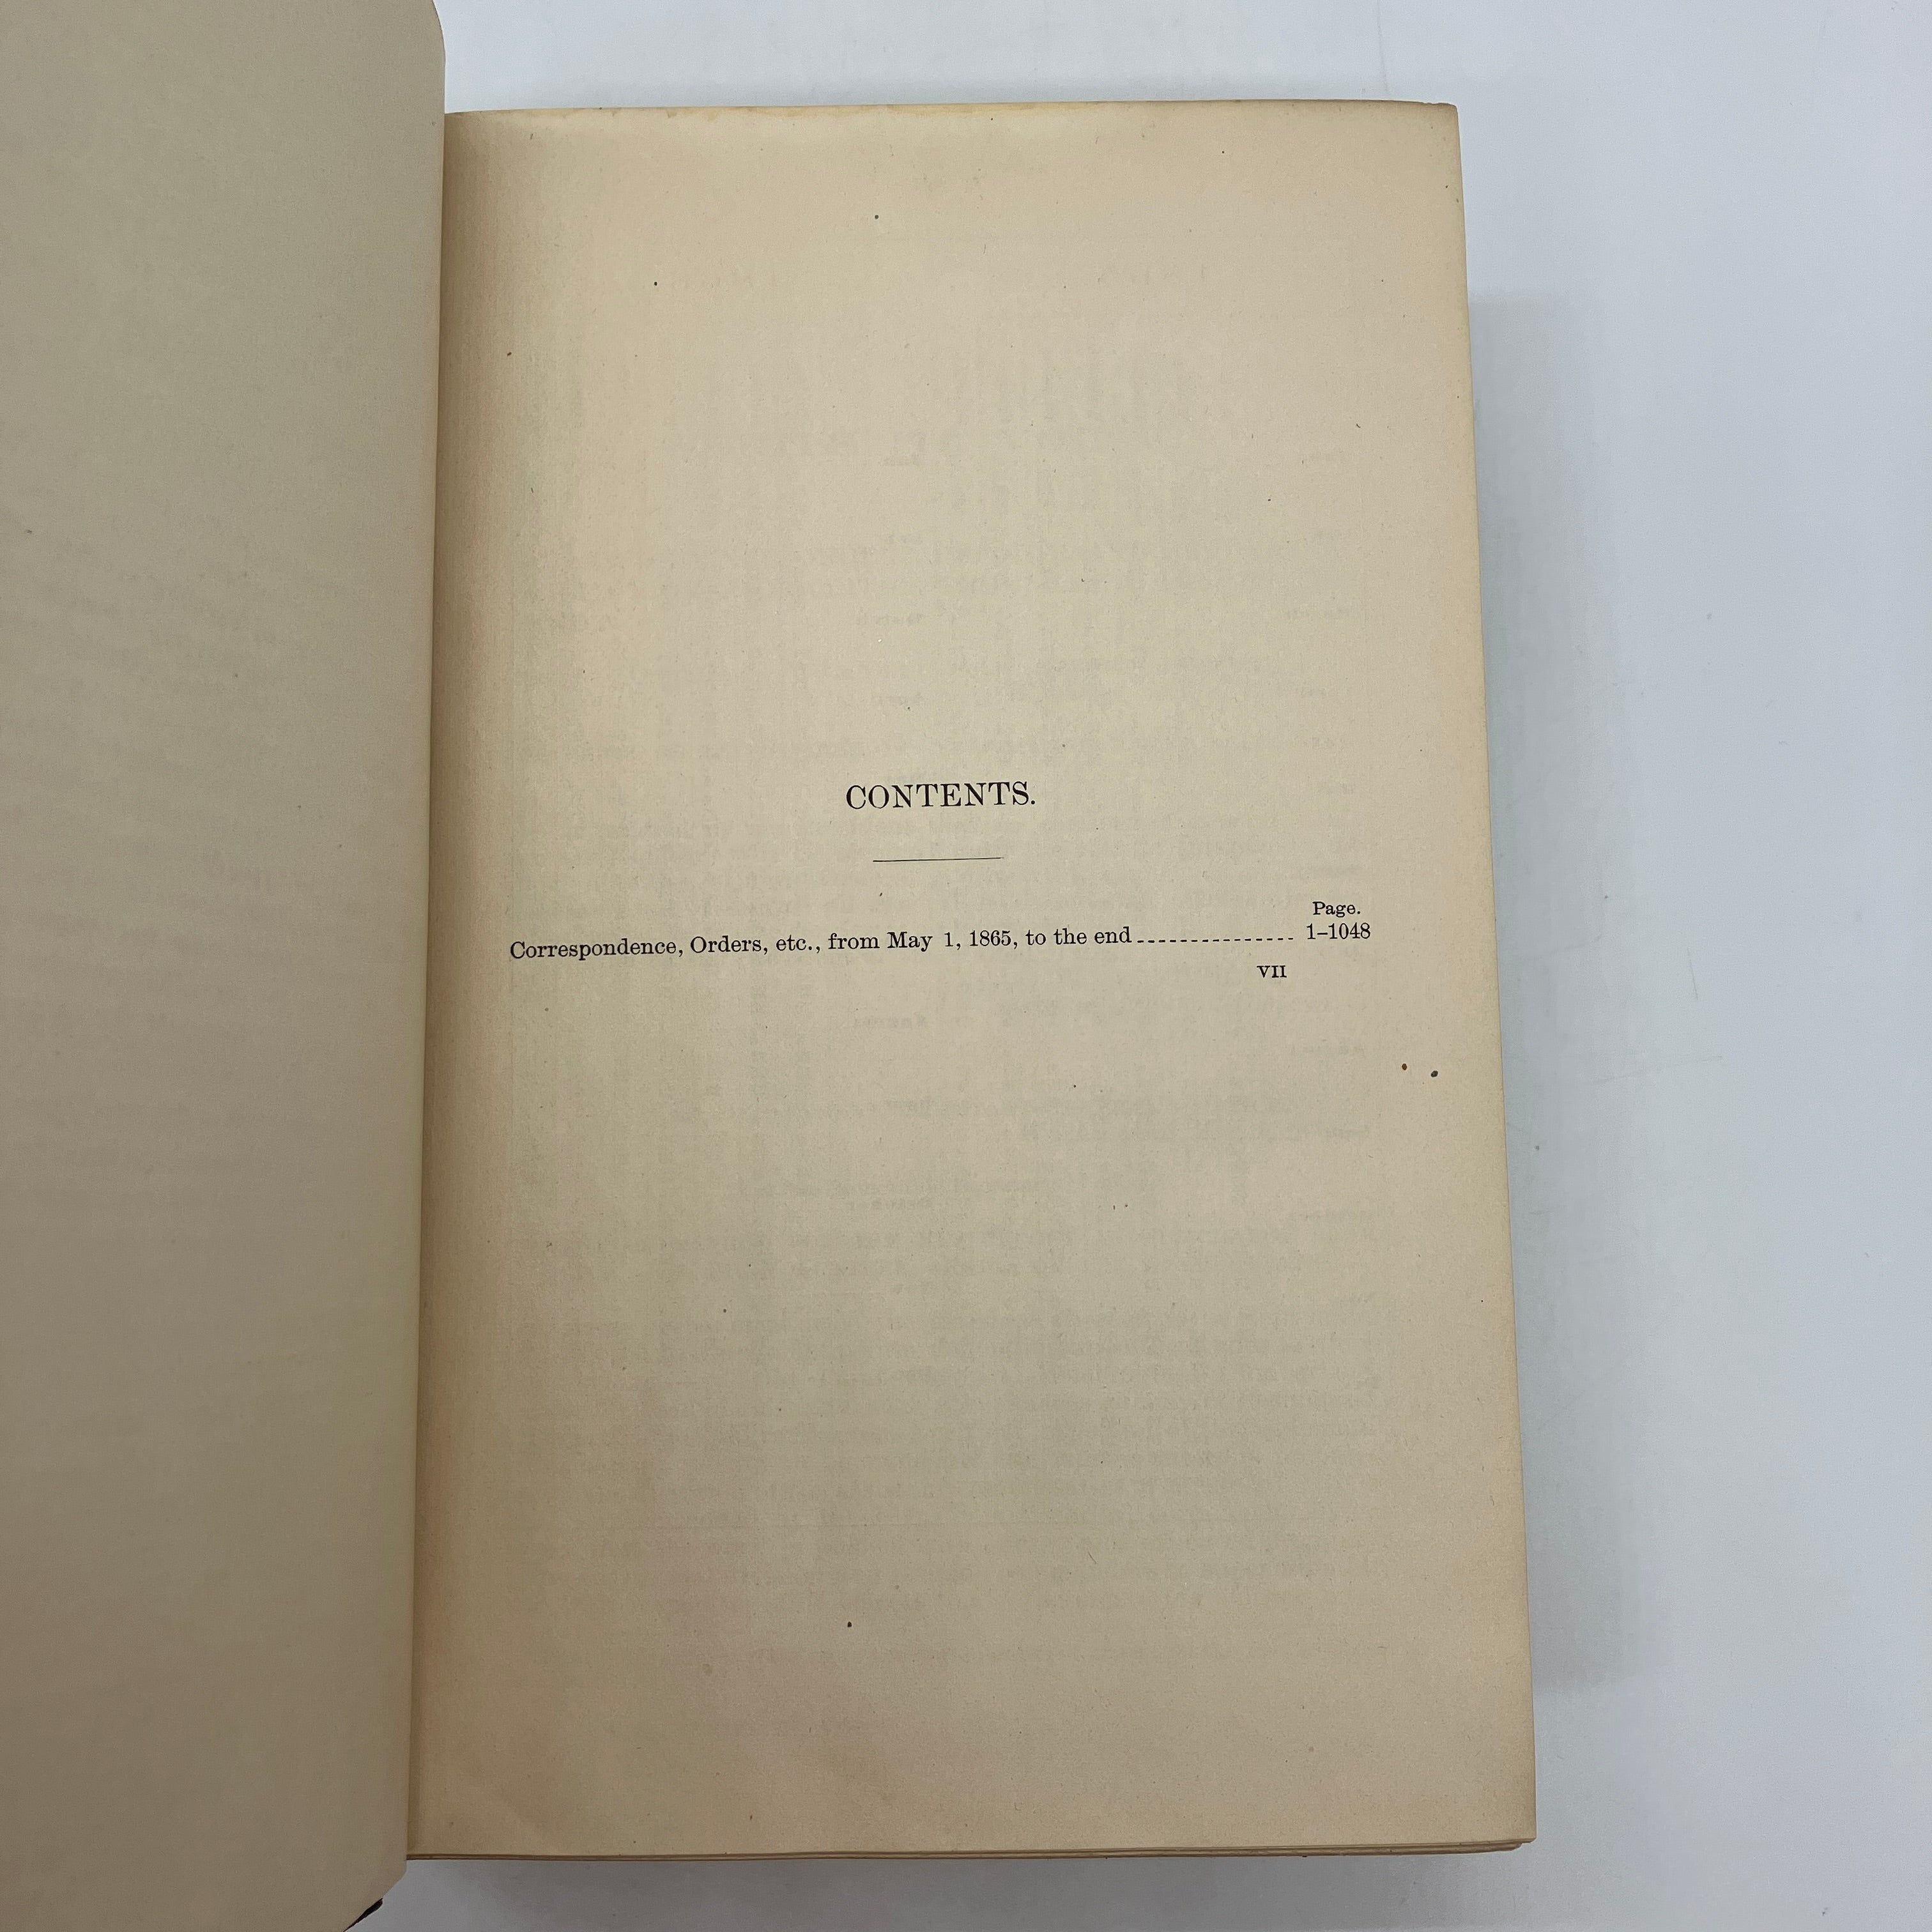 CONTENTS.
Page.
Correspondence, Orders, etc., from May 1, 1865, to the end--------------- 1–1048
VII